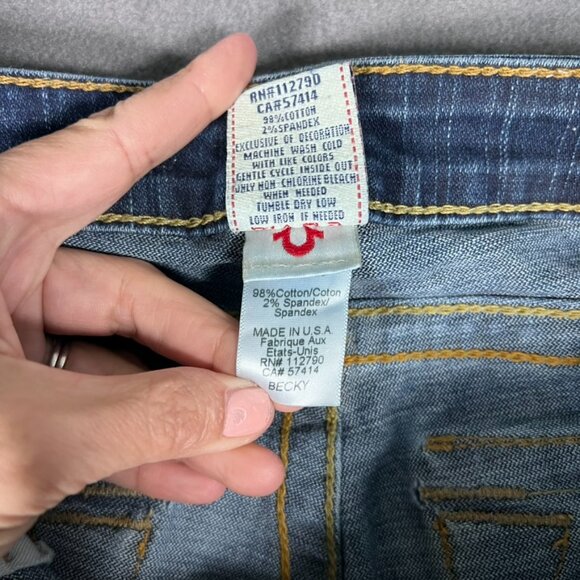 RN#112790
CA#57414
98%COTTON
2%SPANDEX
EXCLUSIVE OF DECORATION
MACHINE WASH COLD
WITH LIKE COLORS
GENTLE CYCLE INSIDE OUT
ONLY NON-CHLORINE BLEACH
WHEN NEEDED
TUMBLE DRY LOW
LOW IRON IF NEEDED
98%Cotton/Coton
2% Spandex/
Spandex
MADE IN U.S.A.
Fabrique Aux
Etats-Unis
RN# 112790
CA# 57414
BECKY